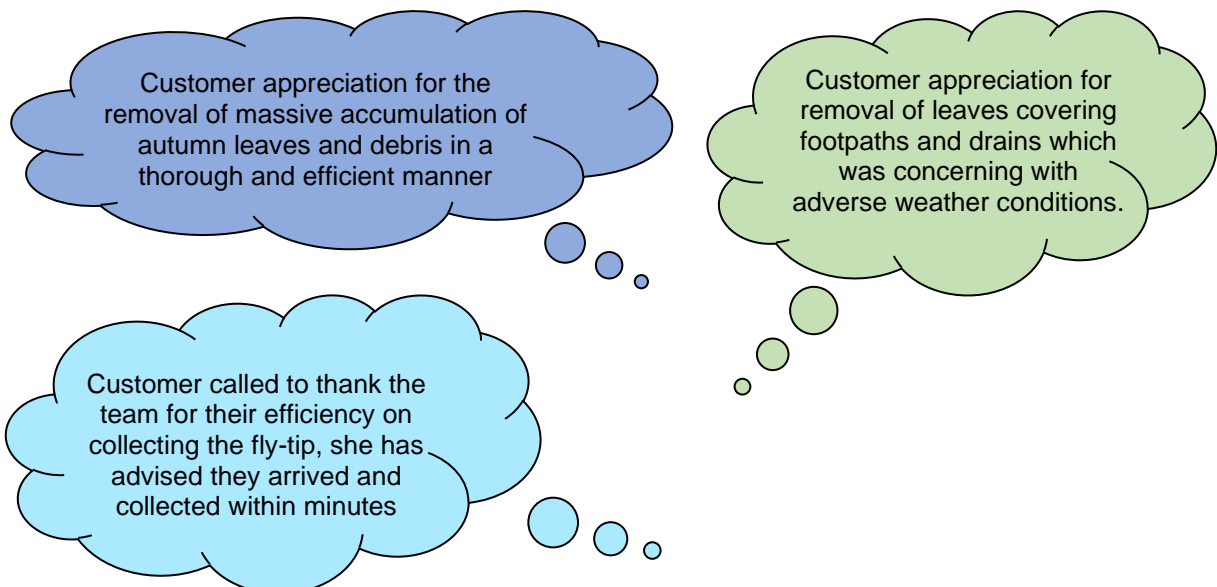 Customer appreciation for the
removal of massive accumulation of
autumn leaves and debris in a
thorough and efficient manner
Customer appreciation for
removal of leaves covering
footpaths and drains which
was concerning with
adverse weather conditions.
Customer called to thank the
team for their efficiency on
collecting the fly-tip, she has
advised they arrived and
collected within minutes